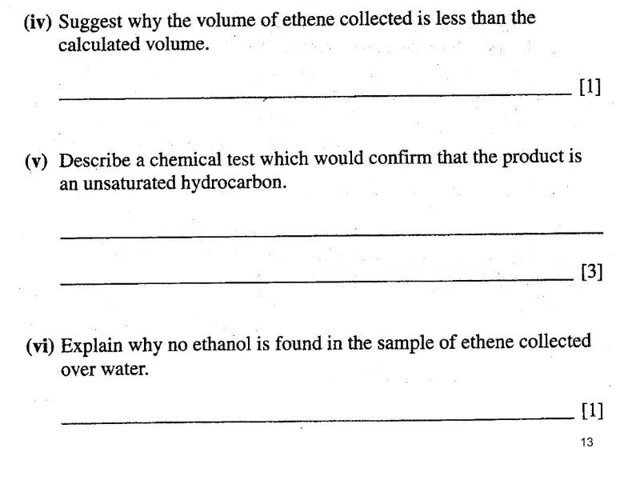 (iv) Suggest why the volume of ethene collected is less than the
calculated volume.
[1]
(v) Describe a chemical test which would confirm that the product is
an unsaturated hydrocarbon.
[3]
(vi) Explain why no ethanol is found in the sample of ethene collected
over water.
[1]
13